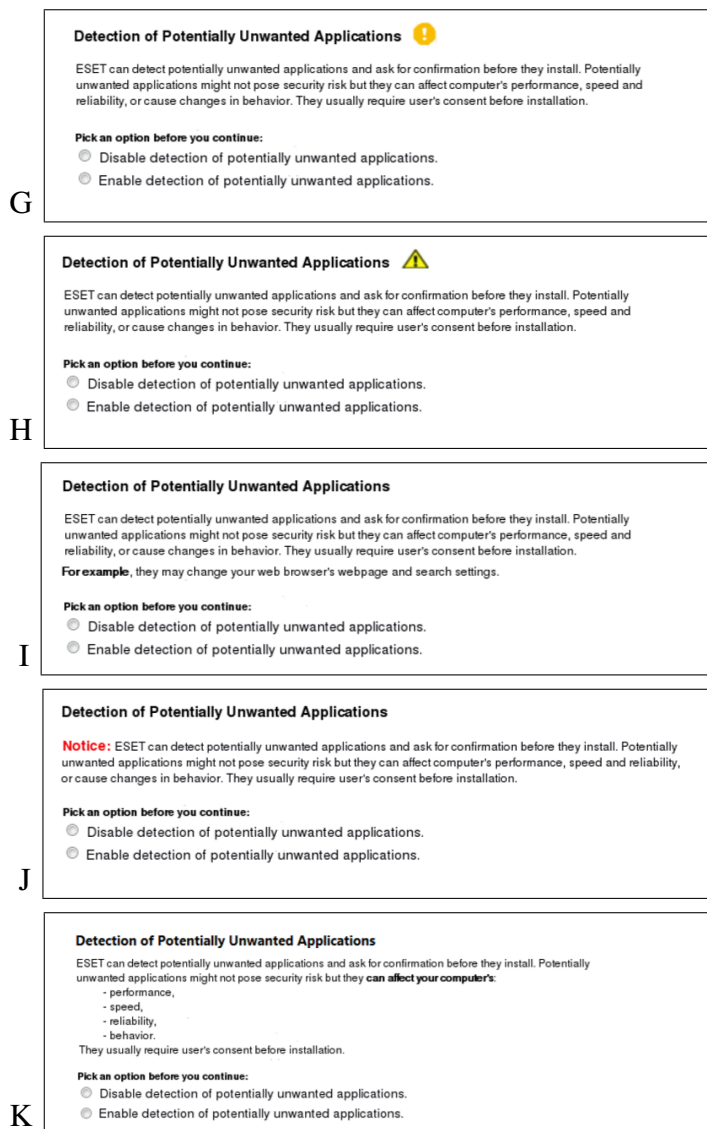 Detection of Potentially Unwanted Applications
ESET can detect potentially unwanted applications and ask for confirmation before they install. Potentially
unwanted applications might not pose security risk but they can affect computer's performance, speed and
reliability, or cause changes in behavior. They usually require user's consent before installation.
Pick an option before you continue:
Disable detection of potentially unwanted applications.
Enable detection of potentially unwanted applications.
G
Detection of Potentially Unwanted Applications
ESET can detect potentially unwanted applications and ask for confirmation before they install. Potentially
unwanted applications might not pose security risk but they can affect computer's performance, speed and
reliability, or cause changes in behavior. They usually require user's consent before installation.
Pick an option before you continue:
Disable detection of potentially unwanted applications.
Enable detection of potentially unwanted applications.
H
Detection of Potentially Unwanted Applications
ESET can detect potentially unwanted applications and ask for confirmation before they install. Potentially
unwanted applications might not pose security risk but they can affect computer's performance, speed and
reliability, or cause changes in behavior. They usually require user's consent before installation.
For example, they may change your web browser's webpage and search settings.
Pick an option before you continue:
Disable detection of potentially unwanted applications.
Enable detection of potentially unwanted applications.
I
Detection of Potentially Unwanted Applications
Notice: ESET can detect potentially unwanted applications and ask for confirmation before they install. Potentially
unwanted applications might not pose security risk but they can affect computer's performance, speed and reliability,
or cause changes in behavior. They usually require user's consent before installation.
Pick an option before you continue:
Disable detection of potentially unwanted applications.
Enable detection of potentially unwanted applications.
J
Detection of Potentially Unwanted Applications
ESET can detect potentially unwanted applications and ask for confirmation before they install. Potentially
unwanted applications might not pose security risk but they can affect your computer's:
- performance,
- speed,
- reliability,
- behavior.
They usually require user's consent before installation.
Pick an option before you continue:
Disable detection of potentially unwanted applications.
Enable detection of potentially unwanted applications.
K